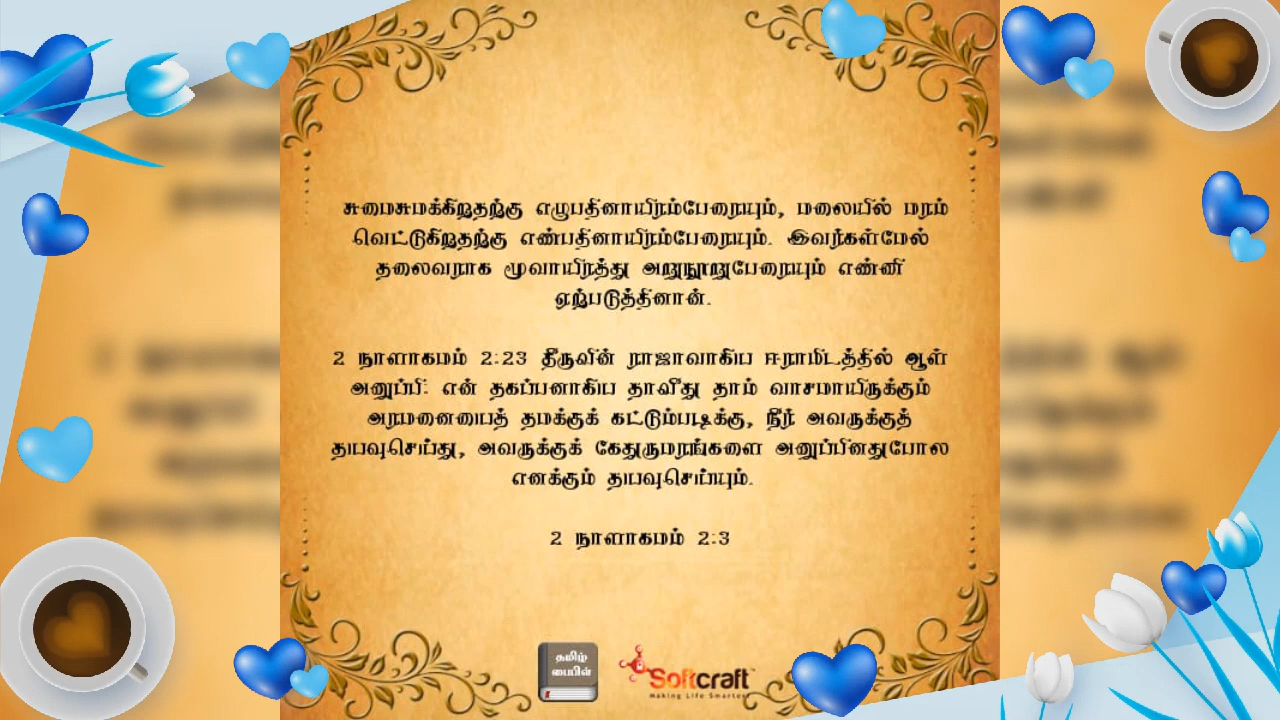 சுமைசுமக்கிறதற்கு எழுபதினாயிரம்பேரையும், மலையில் மரம்
வெட்டுகிறதற்கு எண்பதினாயிரம்பேரையும். இவர்கள்மேல்
தலைவராக மூவாயிரத்து அறுநூறுபேரையும் எண்ணி
ஏற்படுத்தினான்.
2 நாளாகமம் 2:23 தீருவின் ராஜாவாகிய ஈராமிடத்தில் ஆள்
அனுப்பி: என் தகப்பனாகிய தாவீது தாம் வாசமாயிருக்கும்
அரமனையைத் தமக்குக் கட்டும்படிக்கு, நீர் அவருக்குத்
தயவுசெய்து, அவருக்குக் கேதுருமரங்களை அனுப்பினதுபோல
எனக்கும் தயவுசெய்யும்.
2 நாளாகமம் 2:3
தமிழ்
பைபிள்
Softcraft
Making Life Smarter